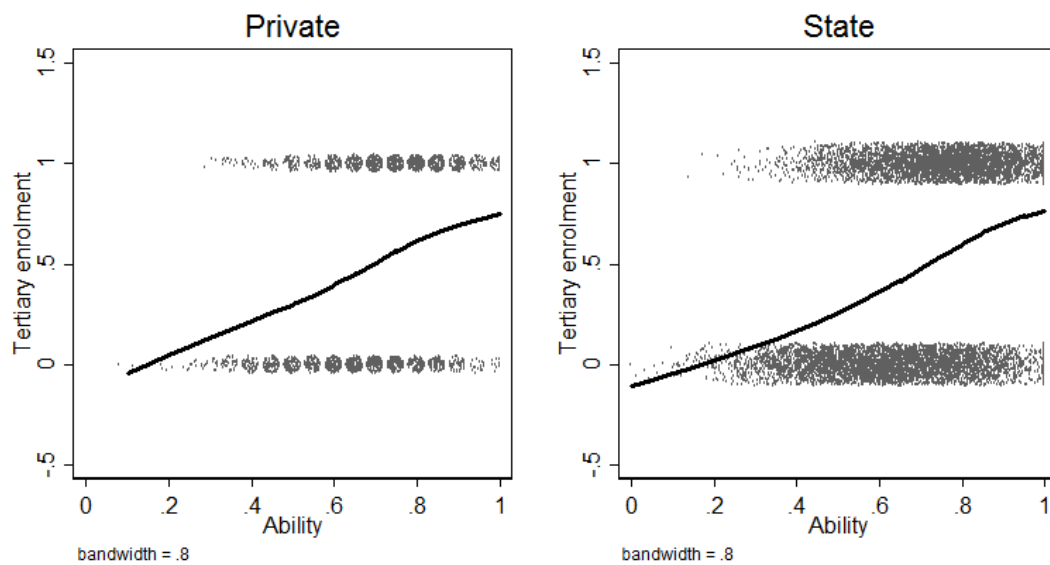 Private
Tertiary enrolment
1.5
1
.5
0
-.5
0 .2 .4 .6 .8 1
Ability
bandwidth = .8
State
Tertiary enrolment
1.5
1
.5
0
-.5
0 .2 .4 .6 .8 1
Ability
bandwidth = .8